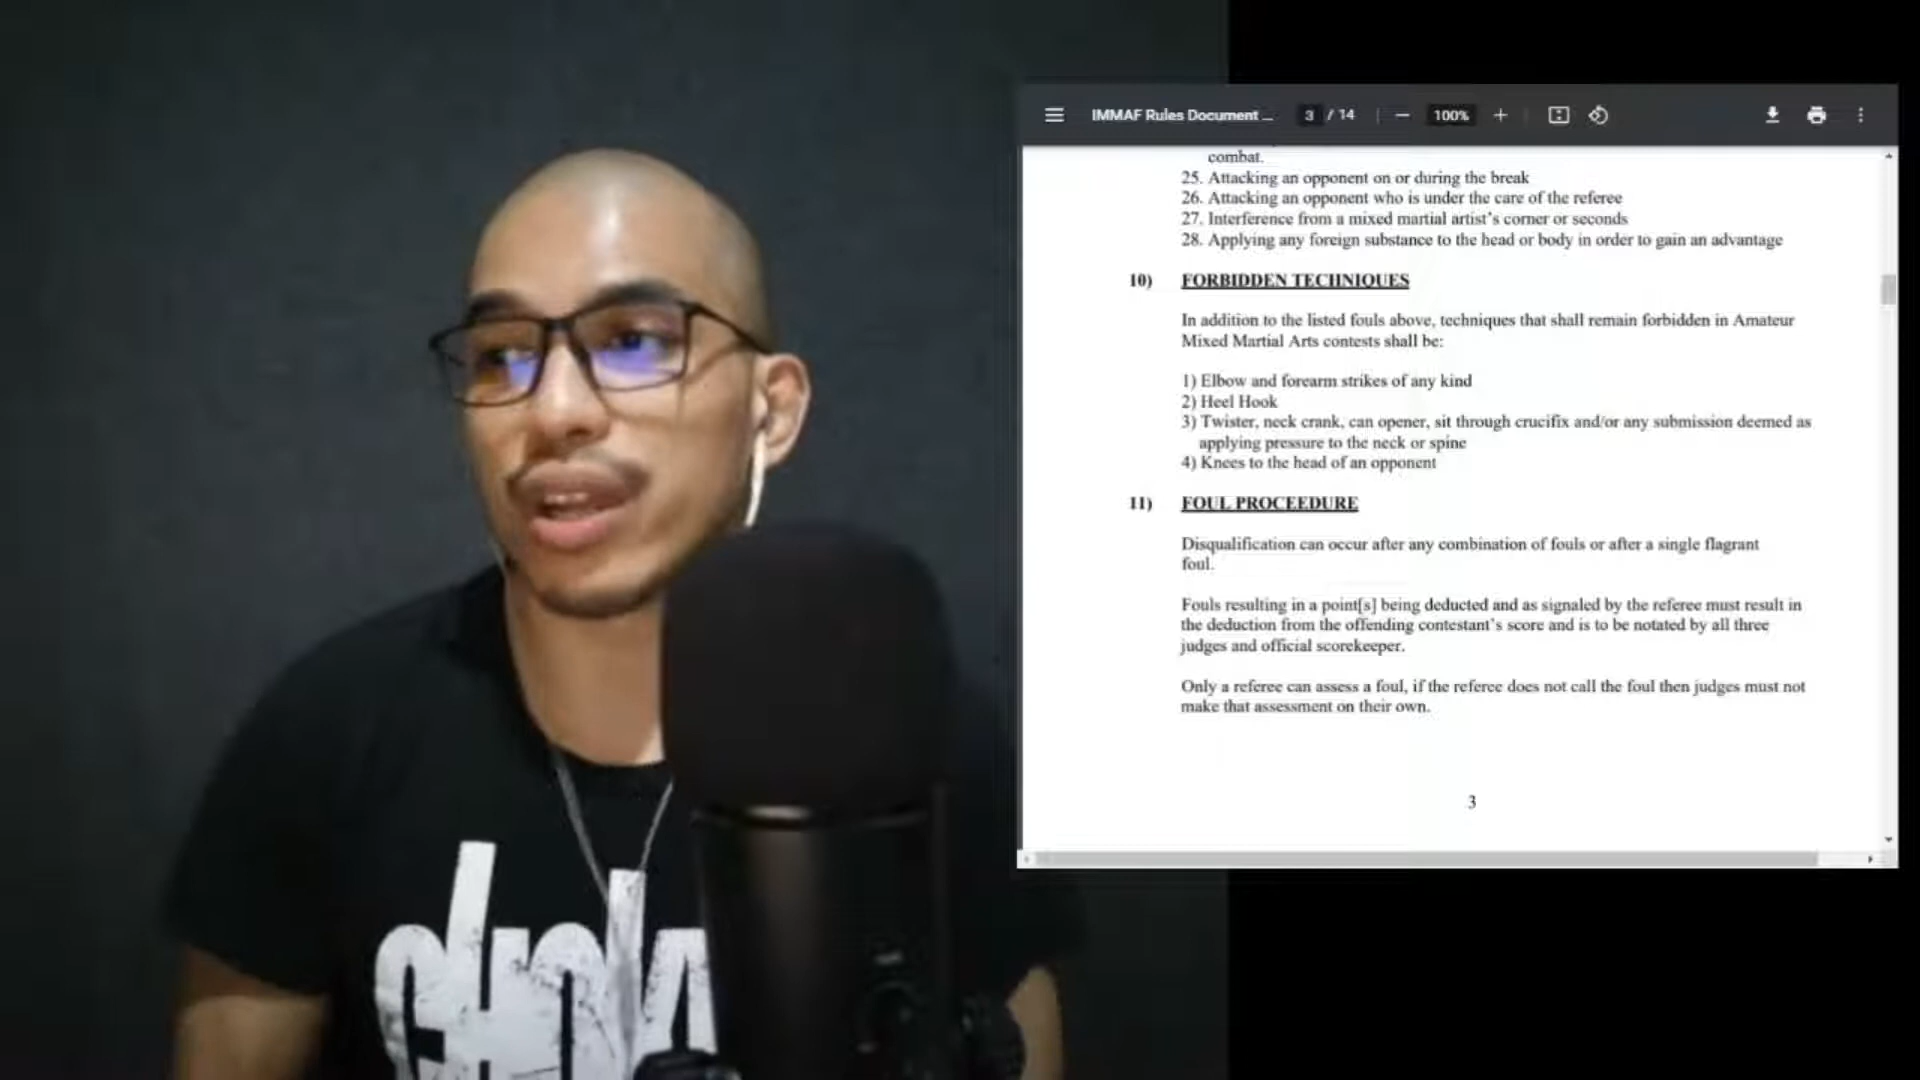 IMMAF Rules Document ...
3 / 14
100%
combat.
25. Attacking an opponent on or during the break
26. Attacking an opponent who is under the care of the referee
27. Interference from a mixed martial artist's corner or seconds
28. Applying any foreign substance to the head or body in order to gain an advantage
10) FORBIDDEN TECHNIQUES
In addition to the listed fouls above, techniques that shall remain forbidden in Amateur
Mixed Martial Arts contests shall be:
1) Elbow and forearm strikes of any kind
2) Heel Hook
3) Twister, neck crank, can opener, sit through crucifix and/or any submission deemed as
applying pressure to the neck or spine
4) Knees to the head of an opponent
11) FOUL PROCEEDURE
Disqualification can occur after any combination of fouls or after a single flagrant
foul.
Fouls resulting in a point[s] being deducted and as signaled by the referee must result in
the deduction from the offending contestant's score and is to be notated by all three
judges and official scorekeeper.
Only a referee can assess a foul, if the referee does not call the foul then judges must not
make that assessment on their own.
3